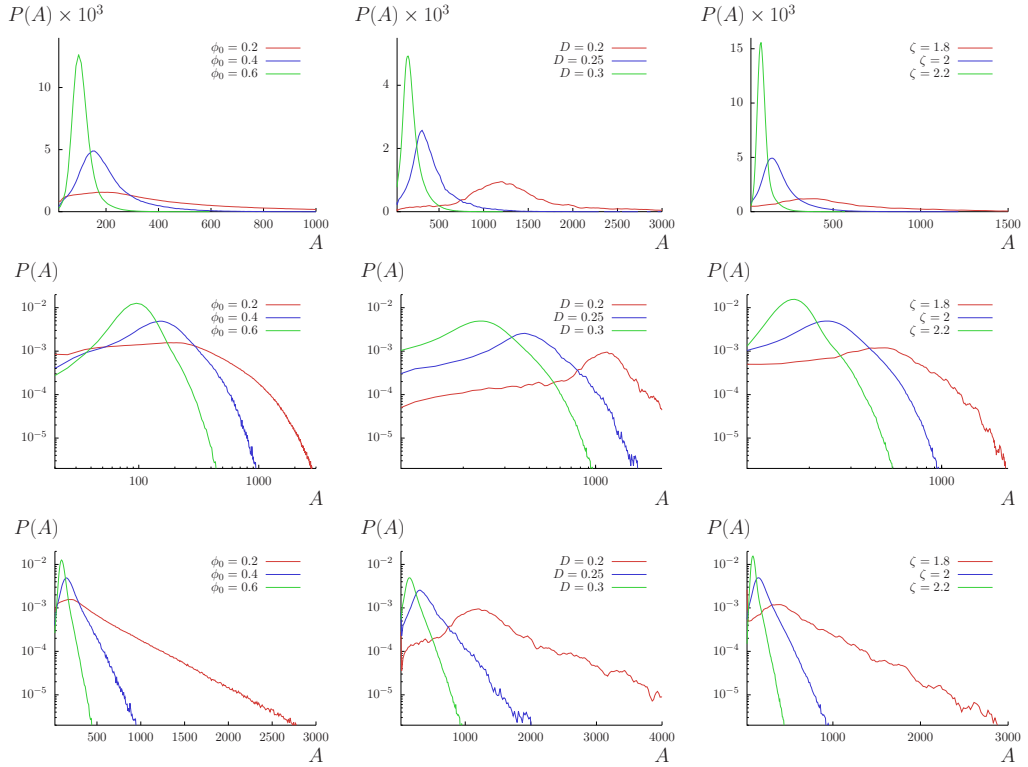 P(A) × 10³
P(A) × 10³
P(A) × 10³
ϕ₀ = 0.2
ϕ₀ = 0.4
ϕ₀ = 0.6
D = 0.2
D = 0.25
D = 0.3
ζ = 1.8
ζ = 2
ζ = 2.2
10
5
0
4
2
0
15
10
5
0
200 400 600 800 1000
500 1000 1500 2000 2500 3000
500 1000 1500
A
A
A
P(A)
P(A)
P(A)
ϕ₀ = 0.2
ϕ₀ = 0.4
ϕ₀ = 0.6
D = 0.2
D = 0.25
D = 0.3
ζ = 1.8
ζ = 2
ζ = 2.2
10⁻²
10⁻³
10⁻⁴
10⁻⁵
10⁻²
10⁻³
10⁻⁴
10⁻⁵
10⁻²
10⁻³
10⁻⁴
10⁻⁵
100 1000
1000
1000
A
A
A
P(A)
P(A)
P(A)
ϕ₀ = 0.2
ϕ₀ = 0.4
ϕ₀ = 0.6
D = 0.2
D = 0.25
D = 0.3
ζ = 1.8
ζ = 2
ζ = 2.2
10⁻²
10⁻³
10⁻⁴
10⁻⁵
10⁻²
10⁻³
10⁻⁴
10⁻⁵
10⁻²
10⁻³
10⁻⁴
10⁻⁵
500 1000 1500 2000 2500 3000
1000 2000 3000 4000
1000 2000 3000
A
A
A